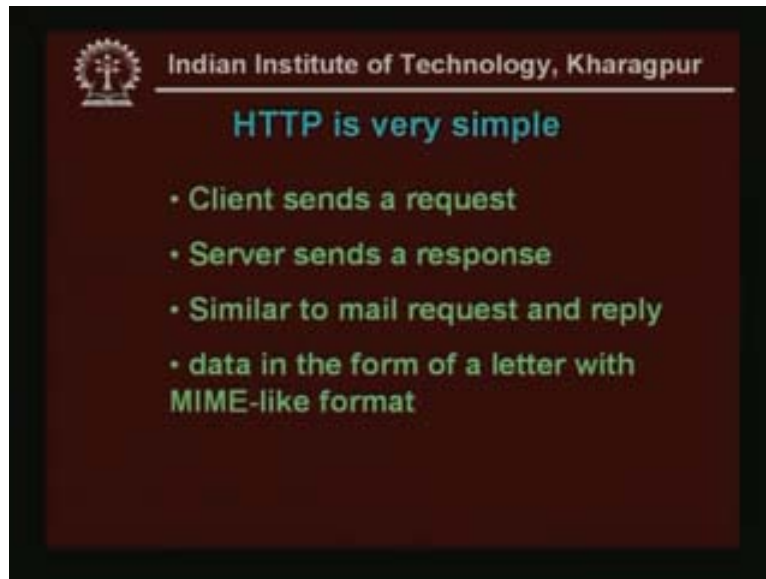 Indian Institute of Technology, Kharagpur
HTTP is very simple
• Client sends a request
• Server sends a response
• Similar to mail request and reply
• data in the form of a letter with
MIME-like format